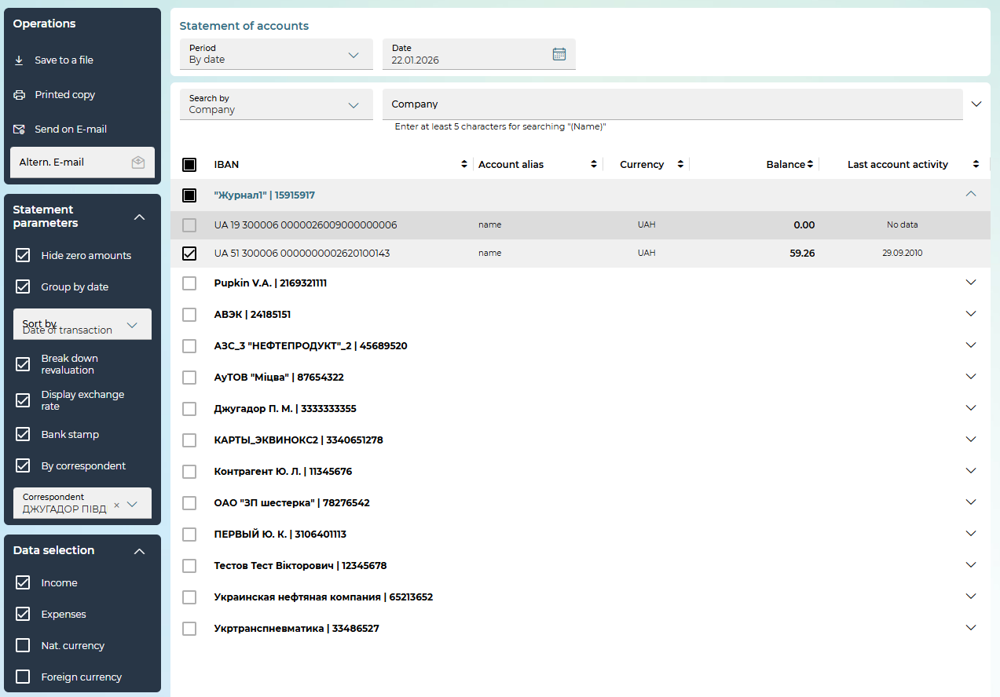 Operations
Save to a file
Printed copy
Send on E-mail
Altern. E-mail
Statement
parameters
Hide zero amounts
Group by date
Sort by
Date of transaction
Break down
revaluation
Display exchange
rate
Bank stamp
By correspondent
Correspondent
ДЖУГАДОР ПІВД
Data selection
Income
Expenses
Nat. currency
Foreign currency
Statement of accounts
Period
By date
Date
22.01.2026
Search by
Company
Company
Enter at least 5 characters for searching "(Name)"
IBAN Account alias Currency Balance Last account activity
"Журнал1" | 15915917
UA 19 300006 0000026009000000006 name UAH 0.00 No data
UA 51 300006 0000000002620100143 name UAH 59.26 29.09.2010
Pupkin V.A. | 2169321111
АВЭК | 24185151
АЗС_3 "НЕФТЕПРОДУКТ"_2 | 45689520
АуТОВ "Міцва" | 87654322
Джугадор П. М. | 3333333355
КАРТЫ_ЭКВИНОКС2 | 3340651278
Контрагент Ю. Л. | 11345676
ОАО "ЗП шестерка" | 78276542
ПЕРВЫЙ Ю. К. | 3106401113
Тестов Тест Вікторович | 12345678
Украинская нефтяная компания | 65213652
Укртранспневматика | 33486527